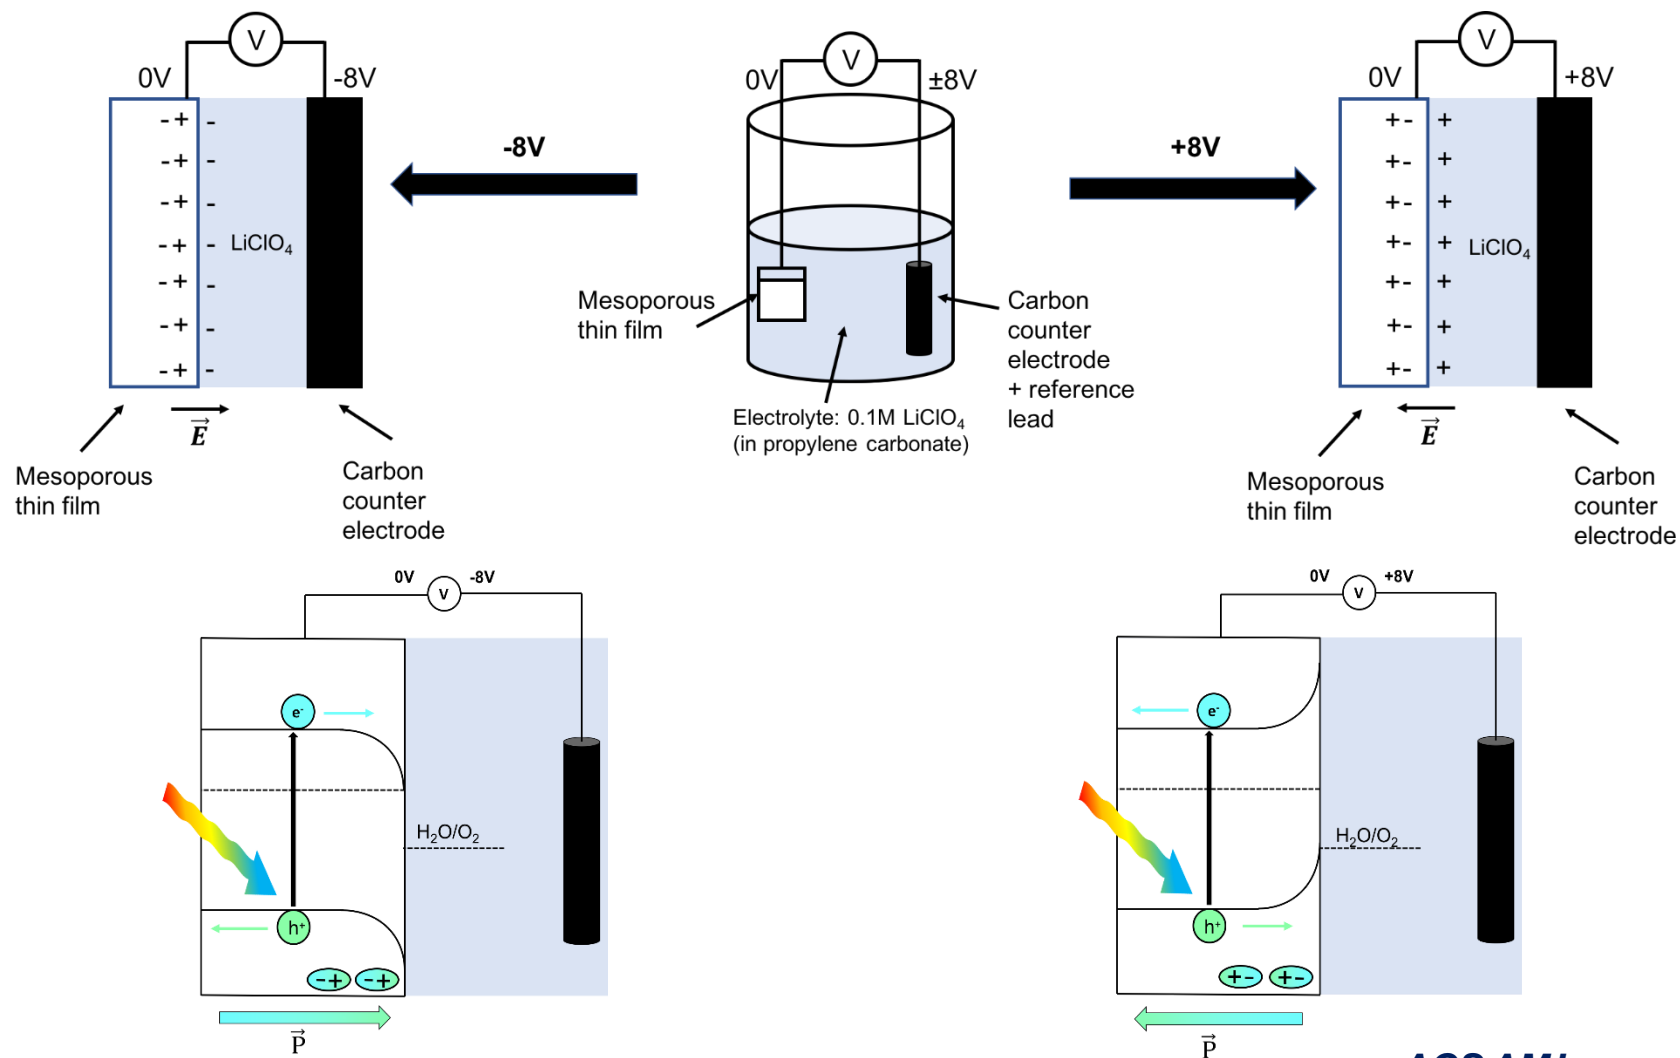 V
0V
-8V
- + -
- + -
- + -
- + -
- + -
- + -
- + -
LiClO₄
E
Mesoporous
thin film
Carbon
counter
electrode
-8V
V
0V
±8V
Mesoporous
thin film
Carbon
counter
electrode
+ reference
lead
Electrolyte: 0.1M LiClO₄
(in propylene carbonate)
+8V
V
0V
+8V
+ - +
+ - +
+ - +
+ - +
+ - +
+ - +
+ - +
LiClO₄
E
Mesoporous
thin film
Carbon
counter
electrode
0V
V
-8V
e⁻
H₂O/O₂
h⁺
- + - +
P
0V
V
+8V
e⁻
H₂O/O₂
h⁺
+ - + -
P